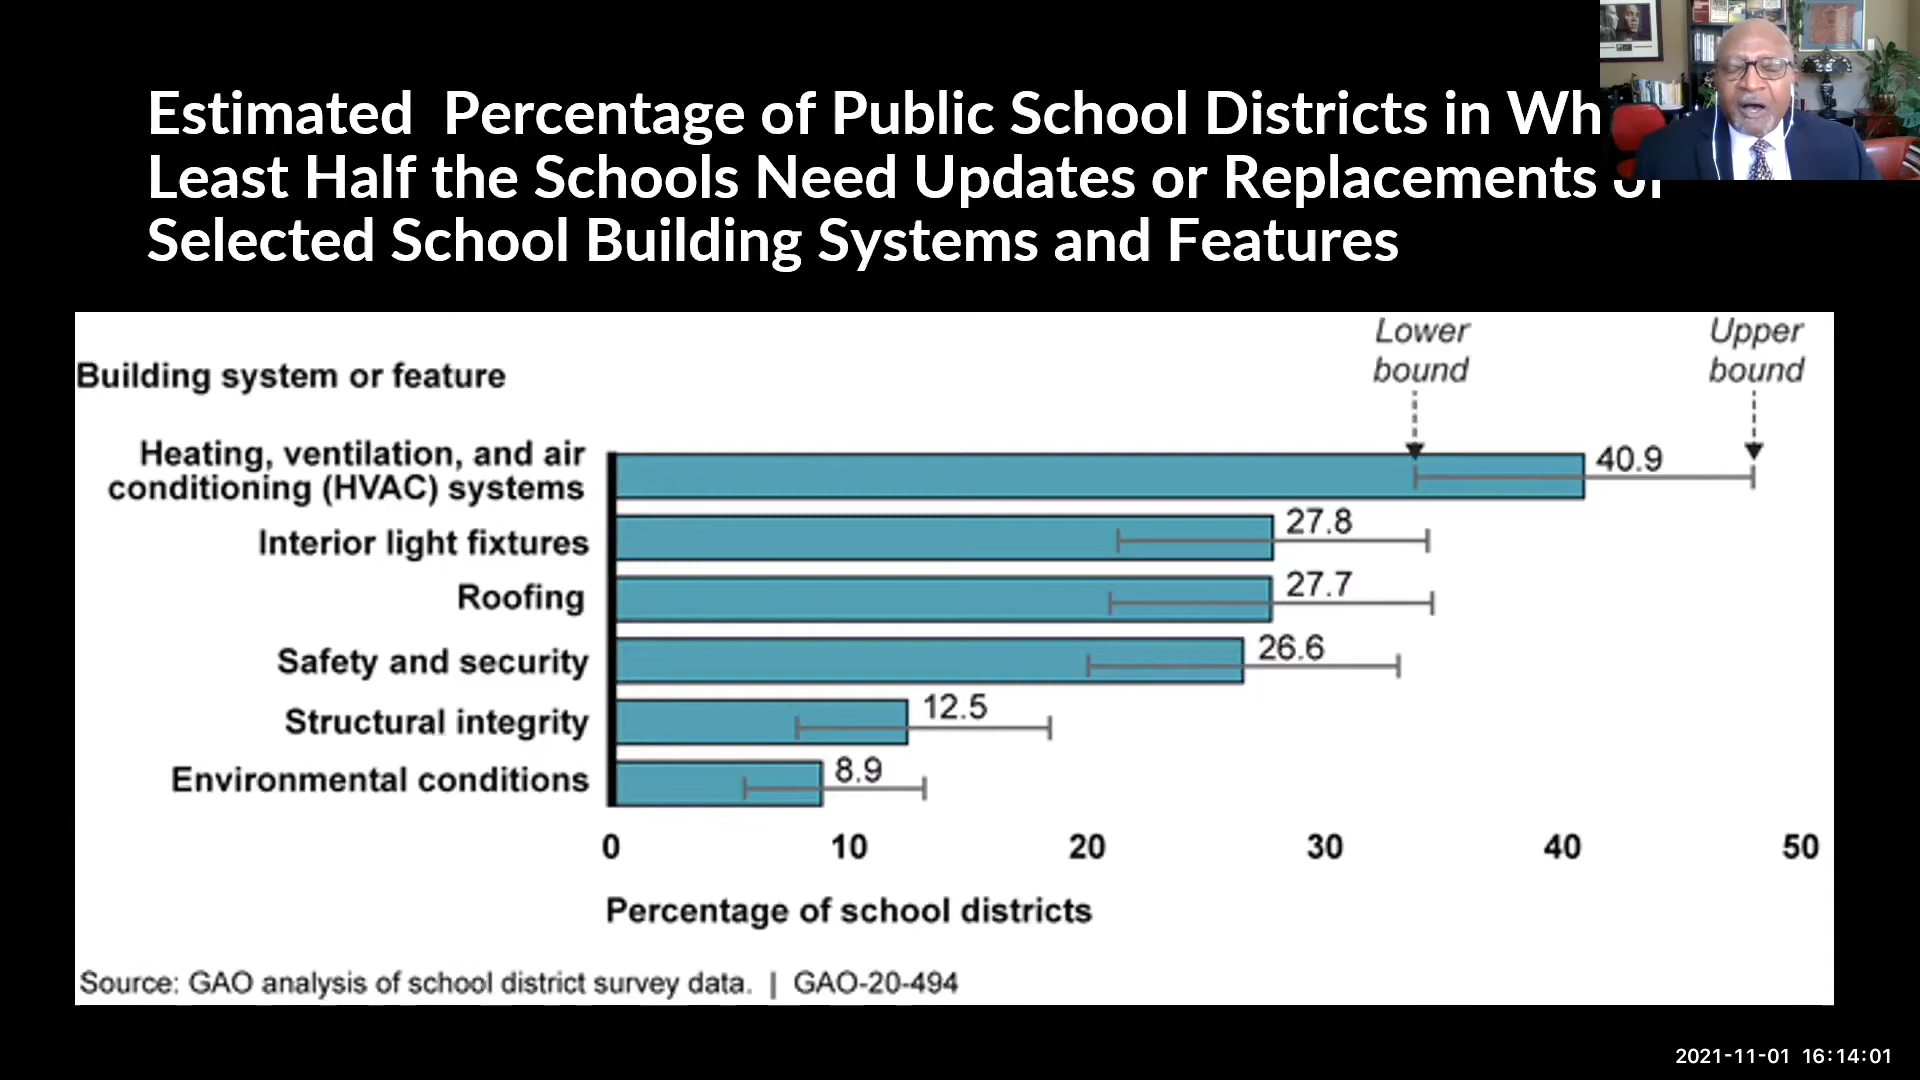 Estimated  Percentage of Public School Districts in Wh
Least Half the Schools Need Updates or Replacements of
Selected School Building Systems and Features
Lower bound
Upper bound
Building system or feature
Heating, ventilation, and air
conditioning (HVAC) systems
40.9
Interior light fixtures
27.8
Roofing
27.7
Safety and security
26.6
Structural integrity
12.5
Environmental conditions
8.9
0 10 20 30 40 50
Percentage of school districts
Source: GAO analysis of school district survey data. | GAO-20-494
2021-11-01 16:14:01